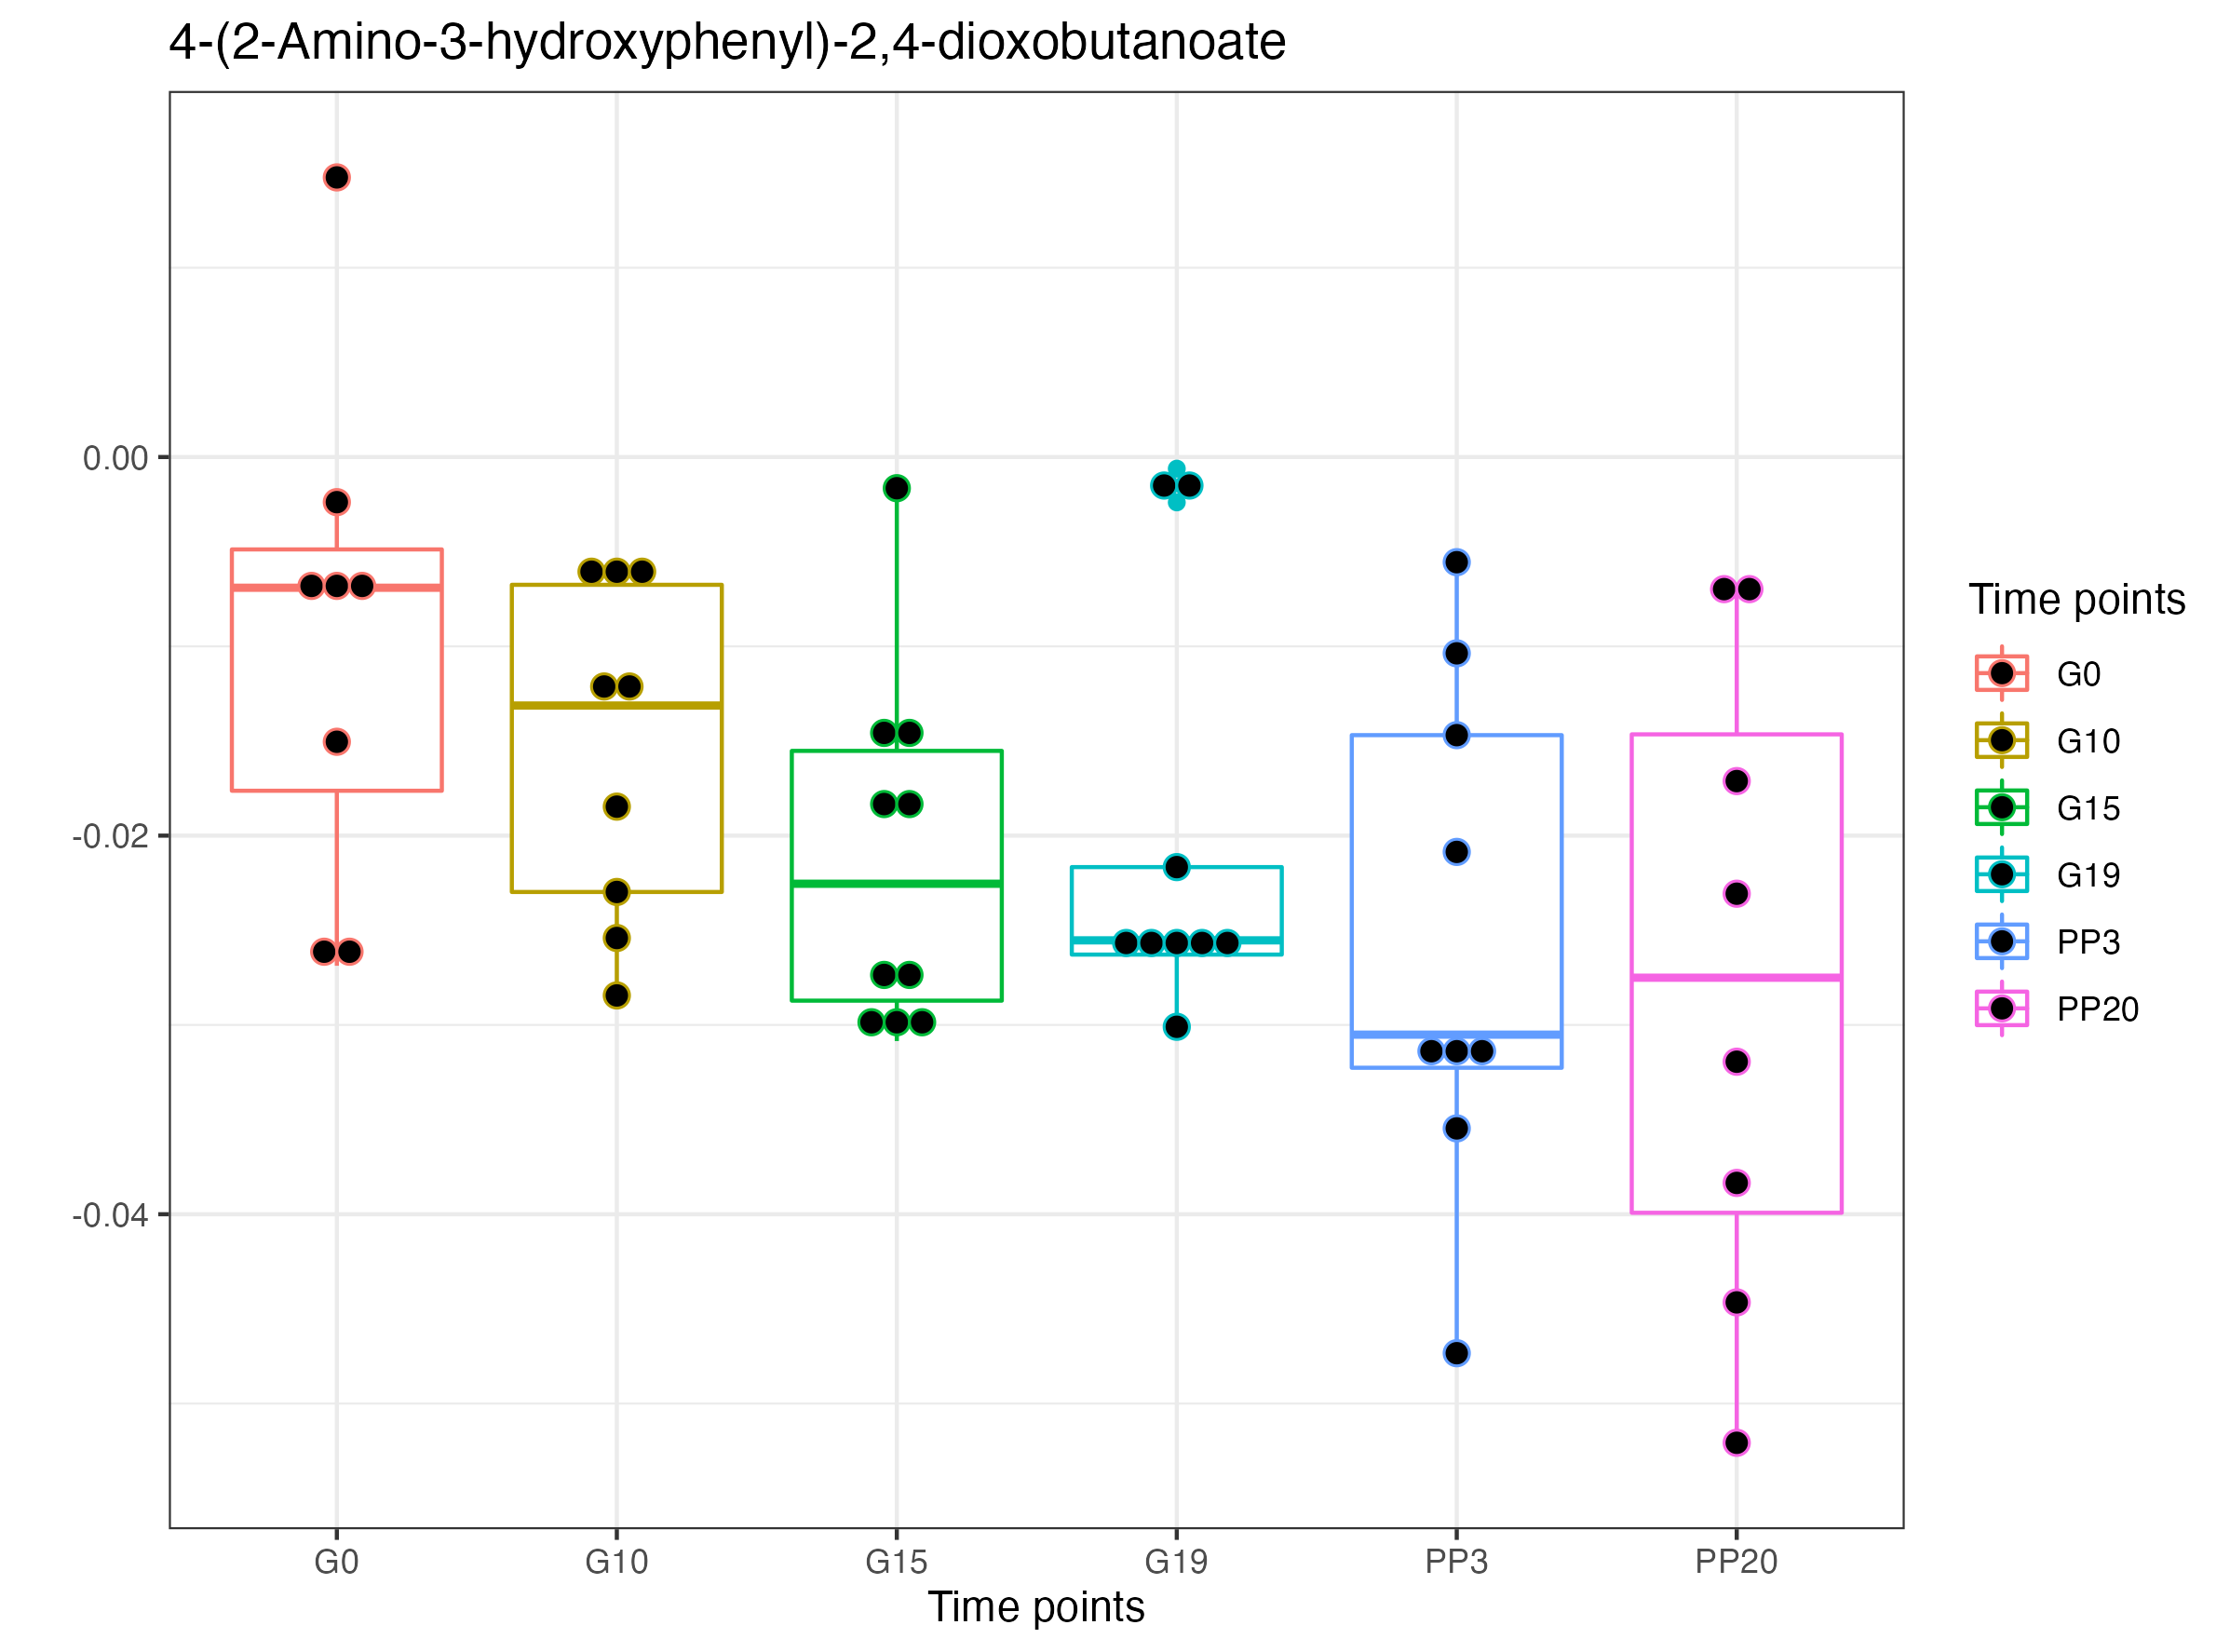 4-(2-Amino-3-hydroxyphenyl)-2,4-dioxobutanoate
0.00
-0.02
-0.04
G0 G10 G15 G19 PP3 PP20
Time points
Time points
G0
G10
G15
G19
PP3
PP20